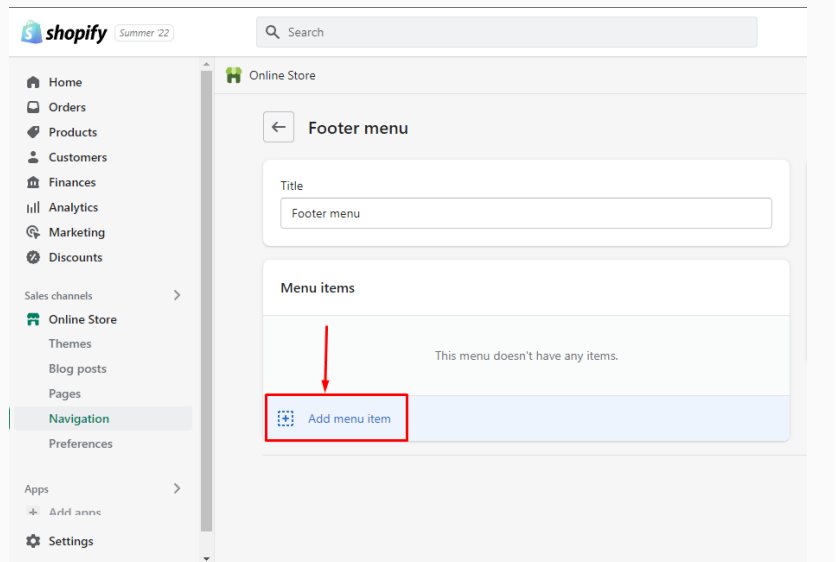 shopify Summer '22
Search
Home
Orders
Products
Customers
Finances
Analytics
Marketing
Discounts
Sales channels
Online Store
Themes
Blog posts
Pages
Navigation
Preferences
Apps
Add apps
Settings
Online Store
Footer menu
Title
Footer menu
Menu items
This menu doesn't have any items.
Add menu item